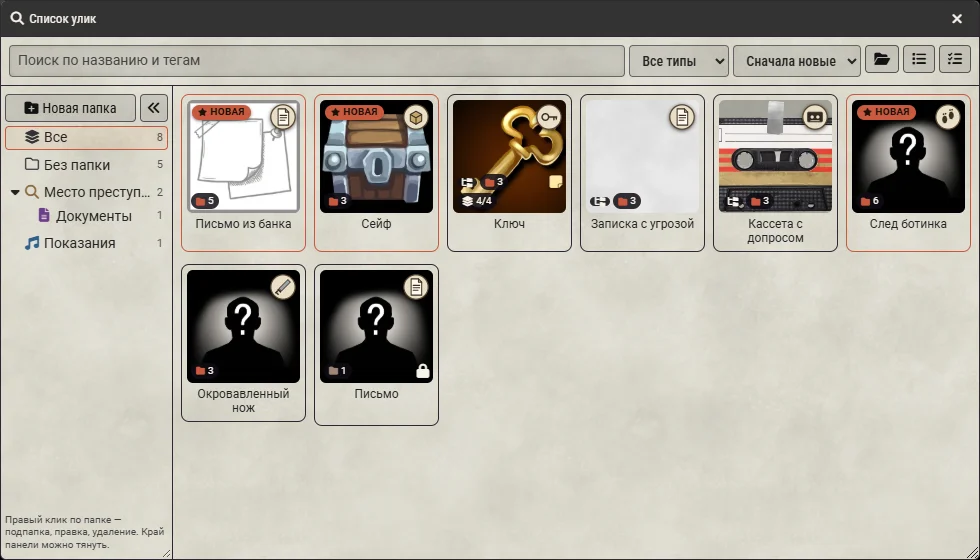 Список улик
Поиск по названию и тегам
Все типы
Сначала новые
Новая папка
Все 8
Без папки 5
Место преступ... 2
Документы 1
Показания 1
НОВАЯ
5
Письмо из банка
НОВАЯ
3
Сейф
3
4/4
Ключ
3
Записка с угрозой
3
Кассета с
допросом
НОВАЯ
?
6
След ботинка
?
3
Окровавленный
нож
?
1
Письмо
Правый клик по папке —
подпапка, правка, удаление. Край
панели можно тянуть.